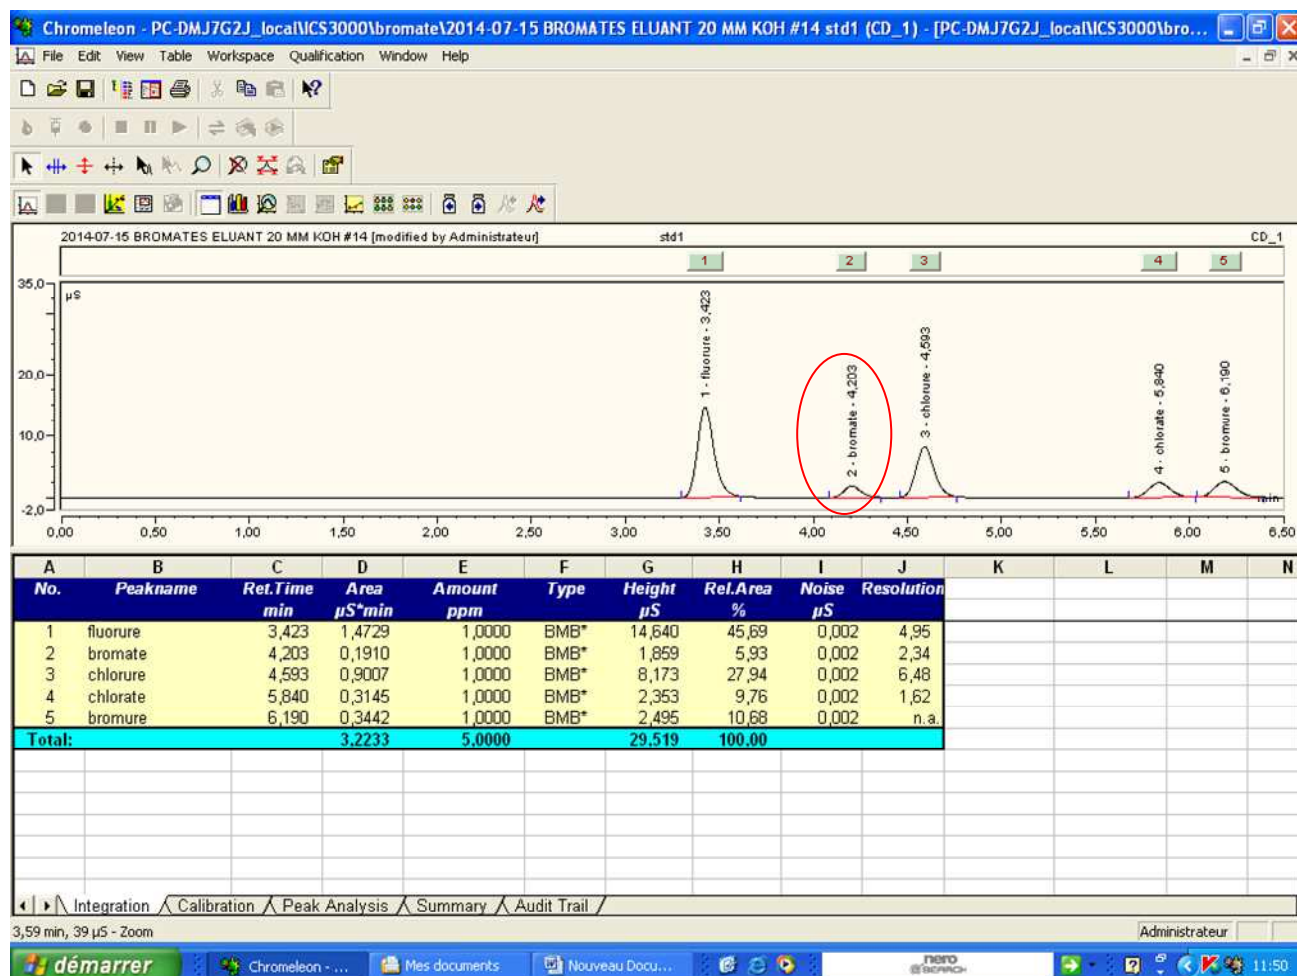 Chromeleon - PC-DMJ7G2J_local\ICS3000\bromate\2014-07-15 BROMATES ELUANT 20 MM KOH #14 std1 (CD_1) - [PC-DMJ7G2J_local\ICS3000\bro...
File Edit View Table Workspace Qualification Window Help
2014-07-15 BROMATES ELUANT 20 MM KOH #14 [modified by Administrateur] std1 CD_1
1 2 3 4 5
35,0
µS
20,0
10,0
-2,0
1 - fluorure - 3,423
2 - bromate - 4,203
3 - chlorure - 4,593
4 - chlorate - 5,840
5 - bromure - 6,190
min
0,00 0,50 1,00 1,50 2,00 2,50 3,00 3,50 4,00 4,50 5,00 5,50 6,00 6,50
A B C D E F G H I J K L M N
No. Peakname Ret.Time Area Amount Type Height Rel.Area Noise Resolution
min µS*min ppm µS % µS
1 fluorure 3,423 1,4729 1,0000 BMB* 14,640 45,69 0,002 4,95
2 bromate 4,203 0,1910 1,0000 BMB* 1,859 5,93 0,002 2,34
3 chlorure 4,593 0,9007 1,0000 BMB* 8,173 27,94 0,002 6,48
4 chlorate 5,840 0,3145 1,0000 BMB* 2,353 9,76 0,002 1,62
5 bromure 6,190 0,3442 1,0000 BMB* 2,495 10,68 0,002 n.a.
Total: 3,2233 5,0000 29,519 100,00
Integration Calibration Peak Analysis Summary Audit Trail
3,59 min, 39 µS - Zoom Administrateur
démarrer Chromeleon - ... Mes documents Nouveau Docu... nero 11:50
SEARCH